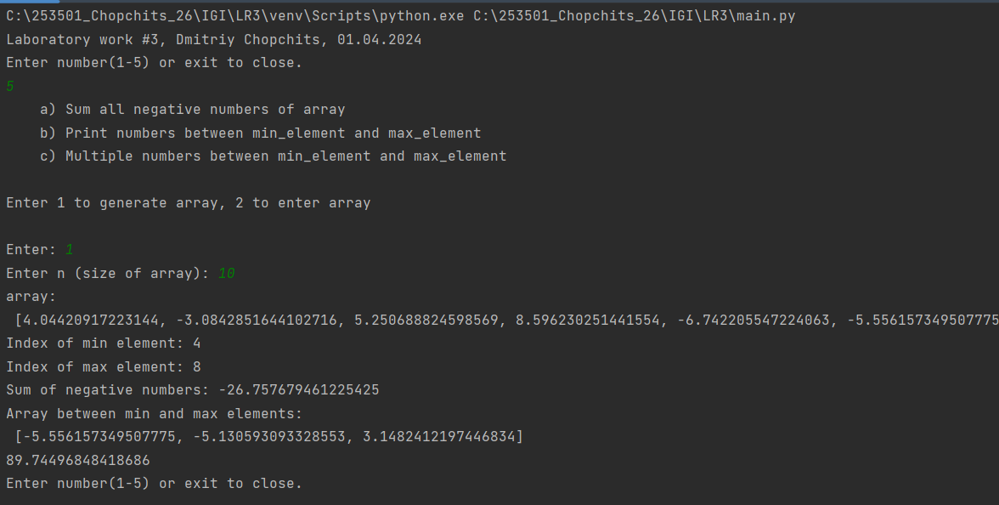 C:\253501_Chopchits_26\IGI\LR3\venv\Scripts\python.exe C:\253501_Chopchits_26\IGI\LR3\main.py
Laboratory work #3, Dmitriy Chopchits, 01.04.2024
Enter number(1-5) or exit to close.
5
    a) Sum all negative numbers of array
    b) Print numbers between min_element and max_element
    c) Multiple numbers between min_element and max_element
Enter 1 to generate array, 2 to enter array
Enter: 1
Enter n (size of array): 10
array:
 [4.04420917223144, -3.0842851644102716, 5.250688824598569, 8.596230251441554, -6.742205547224063, -5.556157349507775
Index of min element: 4
Index of max element: 8
Sum of negative numbers: -26.757679461225425
Array between min and max elements:
 [-5.556157349507775, -5.130593093328553, 3.1482412197446834]
89.74496848418686
Enter number(1-5) or exit to close.